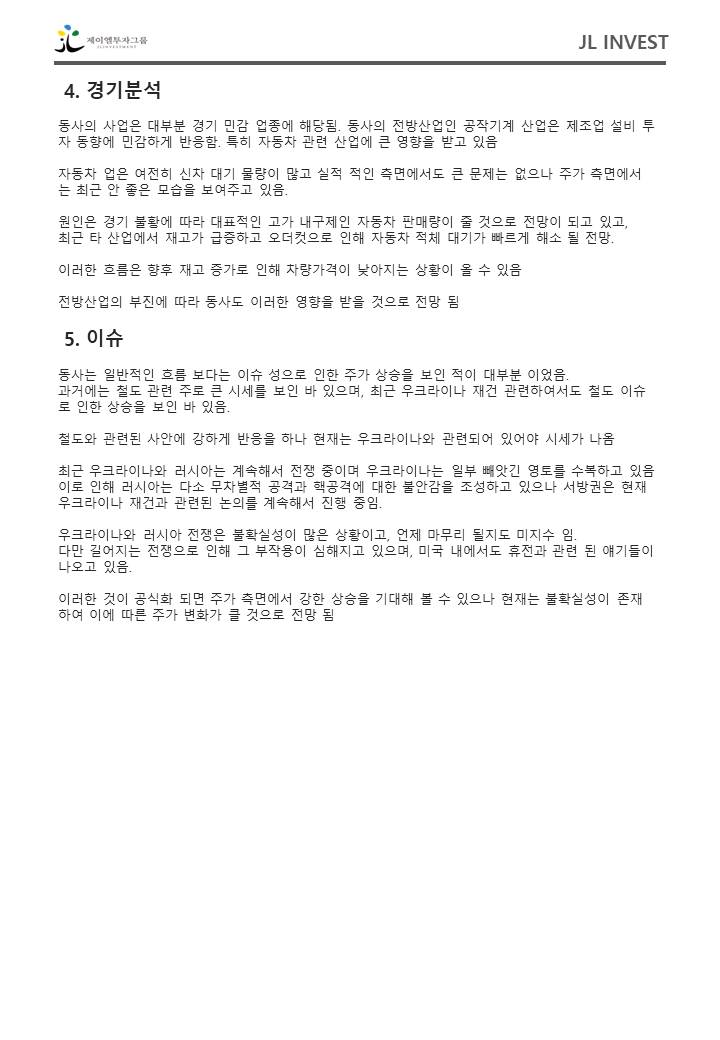 제이엘투자그룹
JLINVESTMENT
JL INVEST
4. 경기분석
동사의 사업은 대부분 경기 민감 업종에 해당됨. 동사의 전방산업인 공작기계 산업은 제조업 설비 투
자 동향에 민감하게 반응함. 특히 자동차 관련 산업에 큰 영향을 받고 있음
자동차 업은 여전히 신차 대기 물량이 많고 실적 적인 측면에서도 큰 문제는 없으나 주가 측면에서
는 최근 안 좋은 모습을 보여주고 있음.
원인은 경기 불황에 따라 대표적인 고가 내구제인 자동차 판매량이 줄 것으로 전망이 되고 있고,
최근 타 산업에서 재고가 급증하고 오더컷으로 인해 자동차 적체 대기가 빠르게 해소 될 전망.
이러한 흐름은 향후 재고 증가로 인해 차량가격이 낮아지는 상황이 올 수 있음
전방산업의 부진에 따라 동사도 이러한 영향을 받을 것으로 전망 됨
5. 이슈
동사는 일반적인 흐름 보다는 이슈 성으로 인한 주가 상승을 보인 적이 대부분 이었음.
과거에는 철도 관련 주로 큰 시세를 보인 바 있으며, 최근 우크라이나 재건 관련하여서도 철도 이슈
로 인한 상승을 보인 바 있음.
철도와 관련된 사안에 강하게 반응을 하나 현재는 우크라이나와 관련되어 있어야 시세가 나옴
최근 우크라이나와 러시아는 계속해서 전쟁 중이며 우크라이나는 일부 빼앗긴 영토를 수복하고 있음
이로 인해 러시아는 다소 무차별적 공격과 핵공격에 대한 불안감을 조성하고 있으나 서방권은 현재
우크라이나 재건과 관련된 논의를 계속해서 진행 중임.
우크라이나와 러시아 전쟁은 불확실성이 많은 상황이고, 언제 마무리 될지도 미지수 임.
다만 길어지는 전쟁으로 인해 그 부작용이 심해지고 있으며, 미국 내에서도 휴전과 관련 된 얘기들이
나오고 있음.
이러한 것이 공식화 되면 주가 측면에서 강한 상승을 기대해 볼 수 있으나 현재는 불확실성이 존재
하여 이에 따른 주가 변화가 클 것으로 전망 됨